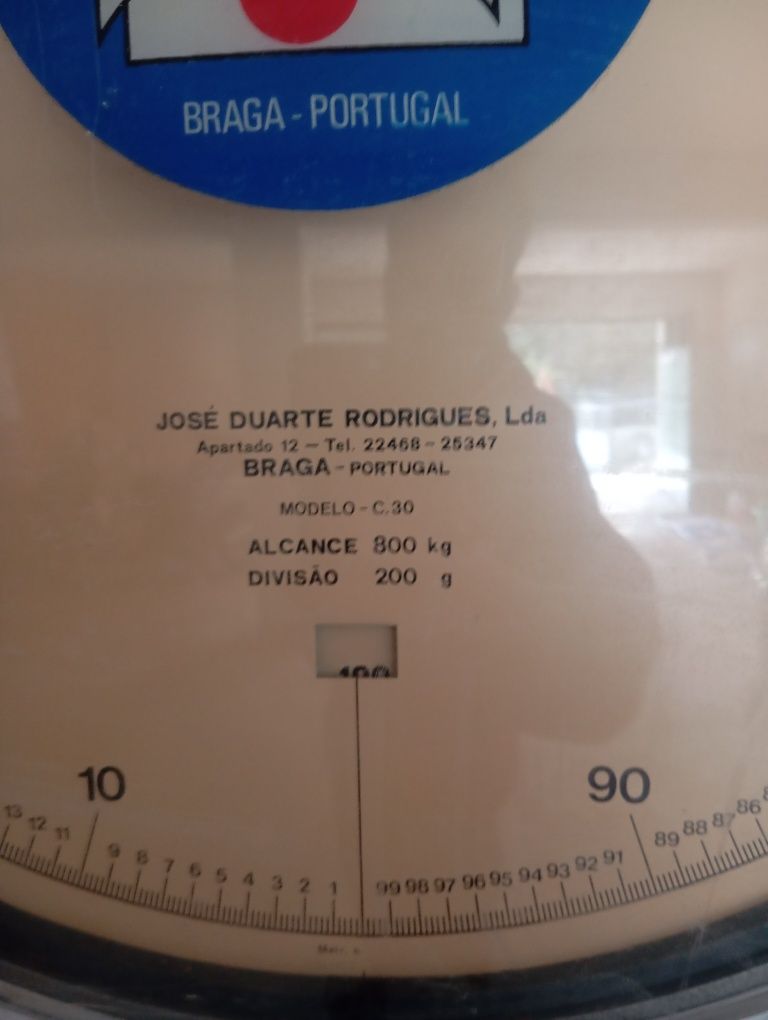 BRAGA - PORTUGAL
JOSÉ DUARTE RODRIGUES, Lda
Apartado 12 - Tel. 22468 - 25347
BRAGA - PORTUGAL
MODELO - C.30
ALCANCE 800 kg
DIVISÃO 200 g
10 90
13 12 11 9 8 7 6 5 4 3 2 1 99 98 97 96 95 94 93 92 91 89 88 87 86